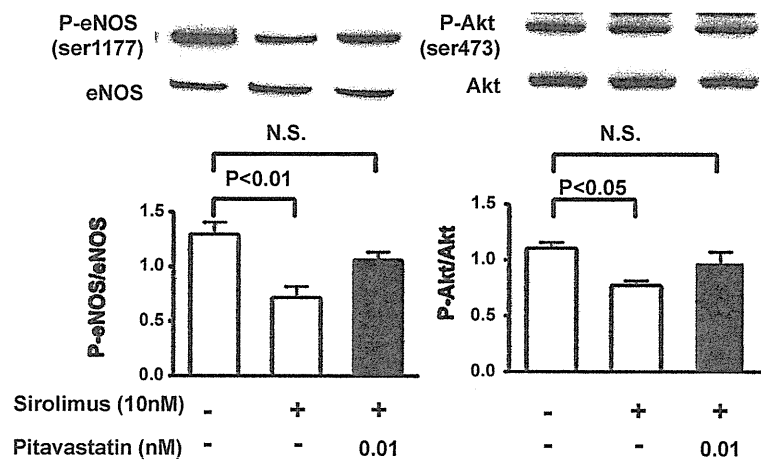 P-eNOS
(ser1177)
eNOS
P-Akt
(ser473)
Akt
N.S.
P<0.01
P-eNOS/eNOS
1.5
1.0
0.5
0.0
N.S.
P<0.05
P-Akt/Akt
1.5
1.0
0.5
0.0
Sirolimus (10nM) - + + - + +
Pitavastatin (nM) - - 0.01 - - 0.01